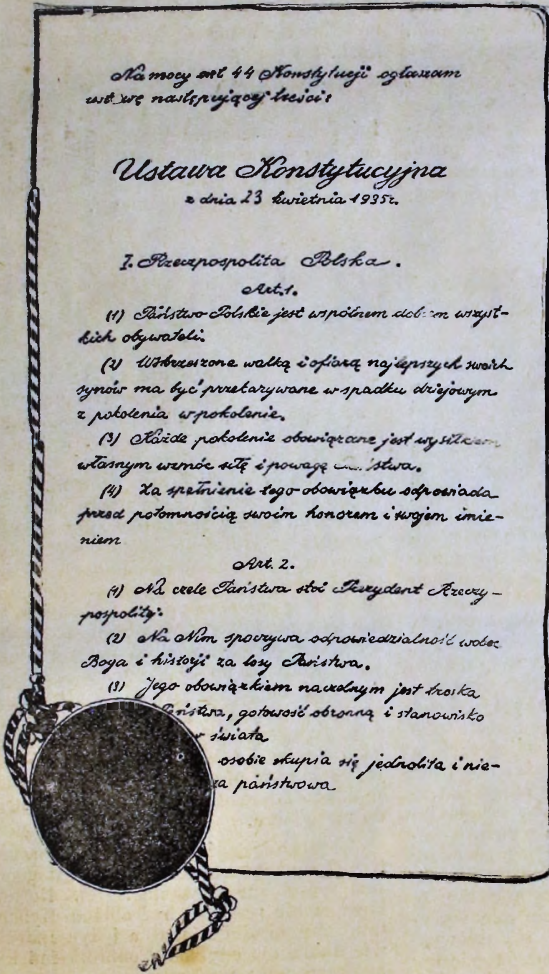 Na mocy art 44 Konstytucji ogłaszam
ust wę następującej treści:
Ustawa Konstytucyjna
z dnia 23 kwietnia 1935r.
I. Rzeczpospolita Polska.
Art.1.
(1) Państwo Polskie jest wspólnem dob m wszyst-
kich obywateli.
(2) Wskrzeszone walką i ofiarą najlepszych swoich
synów ma być przekazywane w spadku dziejowym
z pokolenia w pokolenie.
(3) Każde pokolenie obowiązane jest wysiłkiem
własnym wzmóc siłę i powagę stwa.
(4) Za spełnienie tego obowiązku odpowiada
przed potomnością swoim honorem i swojem imie-
niem
Art. 2.
(1) Na czele Państwa stoi Prezydent Rzeczy-
pospolitej.
(2) Na Nim spoczywa odpowiedzialność wobec
Boga i historji za losy Państwa.
(3) Jego obowiązkiem naczelnym jest troska
Państwa, gotowość obronną i stanowisko
świata
osobie skupia się jednolita i nie-
za państwowa